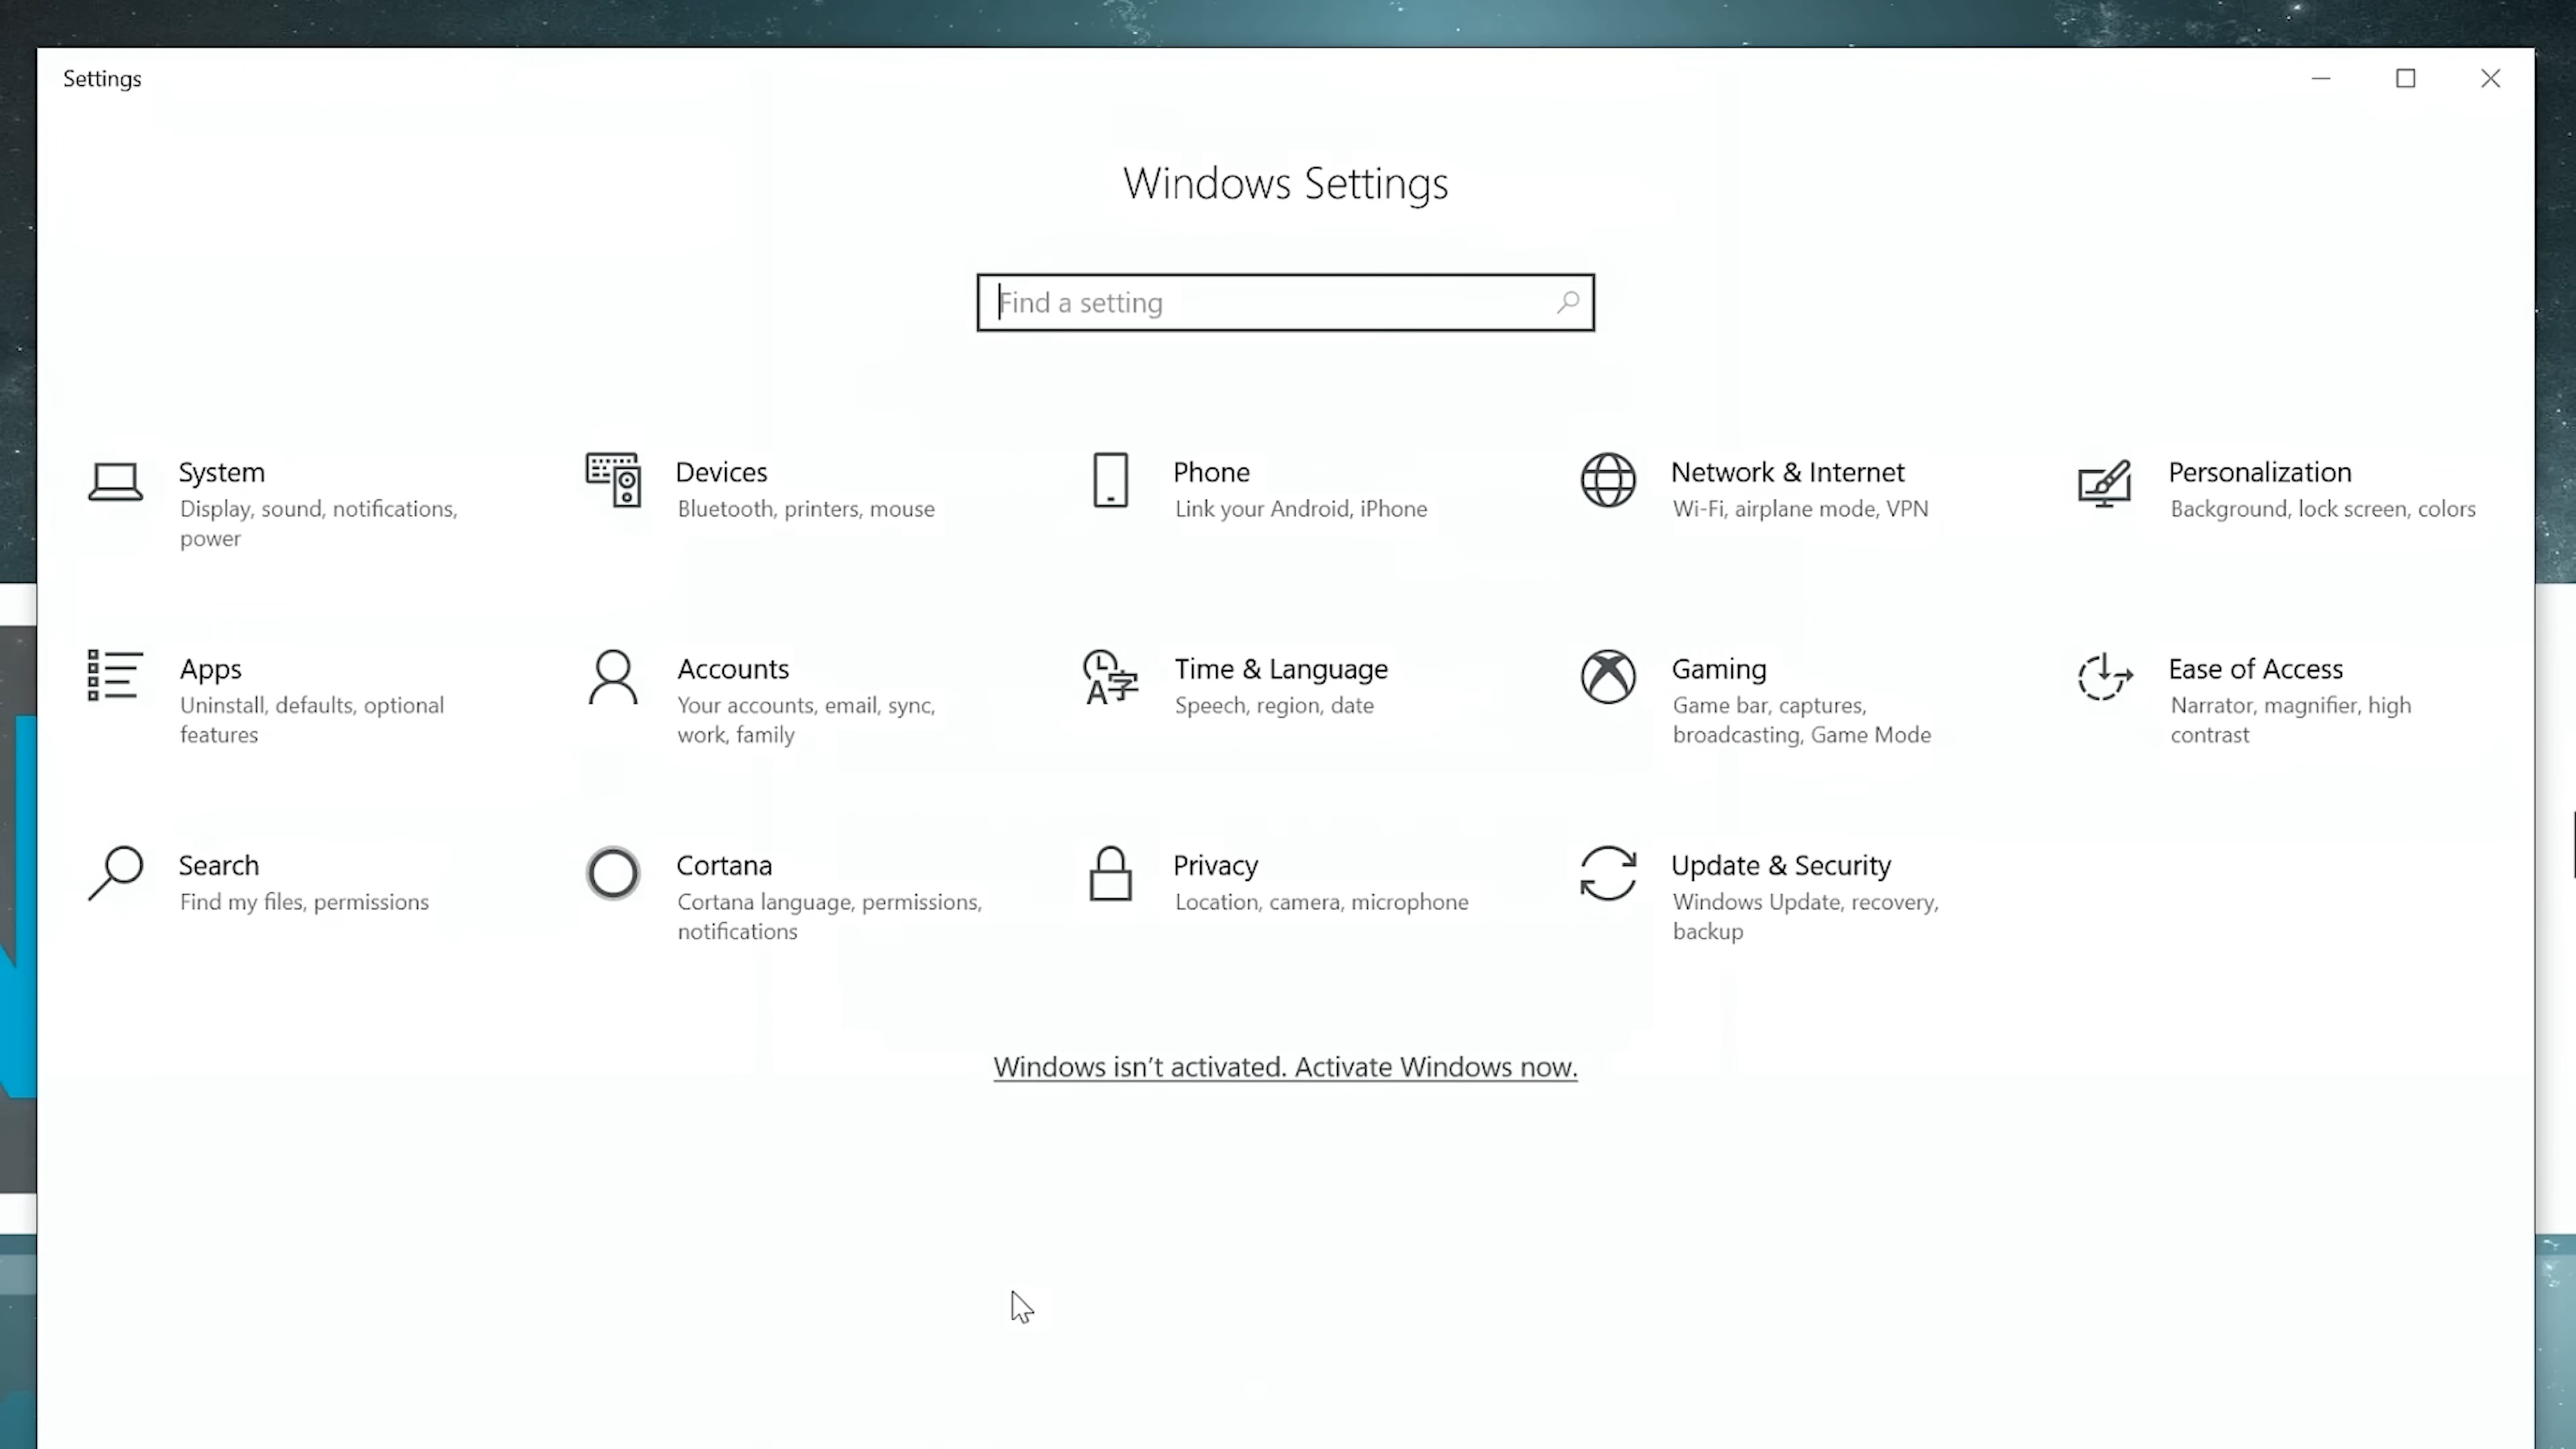 Settings
Windows Settings
Find a setting
System
Display, sound, notifications,
power
Devices
Bluetooth, printers, mouse
Phone
Link your Android, iPhone
Network & Internet
Wi-Fi, airplane mode, VPN
Personalization
Background, lock screen, colors
Apps
Uninstall, defaults, optional
features
Accounts
Your accounts, email, sync,
work, family
Time & Language
Speech, region, date
Gaming
Game bar, captures,
broadcasting, Game Mode
Ease of Access
Narrator, magnifier, high
contrast
Search
Find my files, permissions
Cortana
Cortana language, permissions,
notifications
Privacy
Location, camera, microphone
Update & Security
Windows Update, recovery,
backup
Windows isn't activated. Activate Windows now.